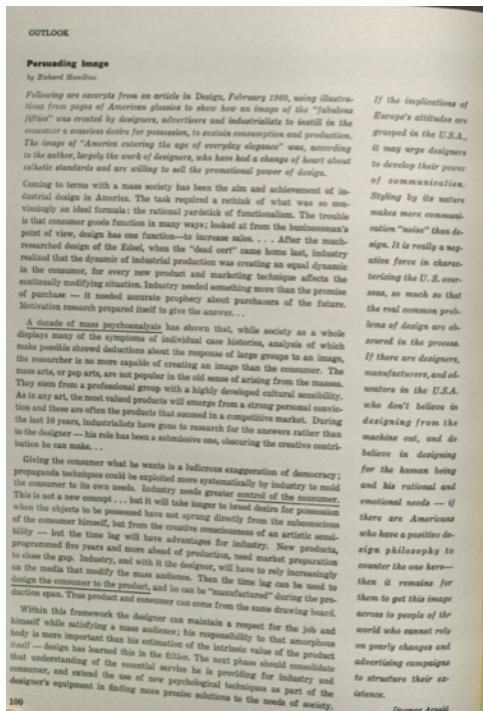 OUTLOOK
Persuading Image
by Richard Hamilton
Following are excerpts from an article in Design, February 1960, using illustra-
tions from pages of American glossies to show how an image of the "fabulous
fifties" was created by designers, advertisers and industrialists to instill in the
consumer a ceaseless desire for possession, to sustain consumption and production.
The image of "America entering the age of everyday elegance" was, according
to the author, largely the work of designers, who have had a change of heart about
esthetic standards and are willing to sell the promotional power of design.
Coming to terms with a mass society has been the aim and achievement of in-
dustrial design in America. The task required a rethink of what was so con-
vincingly an ideal formula: the rational yardstick of functionalism. The trouble
is that consumer goods function in many ways; looked at from the businessman's
point of view, design has one function—to increase sales. . . . After the much-
researched design of the Edsel, when the "dead cert" came home last, industry
realized that the dynamic of industrial production was creating an equal dynamic
in the consumer, for every new product and marketing technique affects the
continually modifying situation. Industry needed something more than the promise
of purchase — it needed accurate prophecy about purchasers of the future.
Motivation research prepared itself to give the answer. . .
A decade of mass psychoanalysis has shown that, while society as a whole
displays many of the symptoms of individual case histories, analysis of which
make possible shrewd deductions about the response of large groups to an image,
the researcher is no more capable of creating an image than the consumer. The
mass arts, or pop arts, are not popular in the old sense of arising from the masses.
They stem from a professional group with a highly developed cultural sensibility.
As in any art, the most valued products will emerge from a strong personal convic-
tion and these are often the products that succeed in a competitive market. During
the last 10 years, industrialists have gone to research for the answers rather than
to the designer — his role has been a submissive one, obscuring the creative contri-
bution he can make. . .
Giving the consumer what he wants is a ludicrous exaggeration of democracy;
propaganda techniques could be exploited more systematically by industry to mold
the consumer to its own needs. Industry needs greater control of the consumer.
This is not a new concept . . . but it will take longer to breed desire for possession
when the objects to be possessed have not sprung directly from the subconscious
of the consumer himself, but from the creative consciousness of an artistic sensi-
bility — but the time lag will have advantages for industry. New products,
programmed five years and more ahead of production, need market preparation
to close the gap. Industry, and with it the designer, will have to rely increasingly
on the media that modify the mass audience. Then the time lag can be used to
design the consumer to the product, and he can be "manufactured" during the pro-
duction span. Thus product and consumer can come from the same drawing board.
Within this framework the designer can maintain a respect for the job and
himself while satisfying a mass audience; his responsibility to that amorphous
body is more important than his estimation of the intrinsic value of the product
itself — design has learned this in the fifties. The next phase should consolidate
that understanding of the essential service he is providing for industry and
consumer, and extend the use of new psychological techniques as part of the
designer's equipment in finding more precise solutions to the needs of society.
100
If the implications of
Europe's attitudes are
grasped in the U.S.A.,
it may urge designers
to develop their power
of communication.
Styling by its nature
makes more communi-
cation "noise" than de-
sign. It is really a neg-
ative force in charac-
terizing the U. S. over-
seas, so much so that
the real common prob-
lems of design are ob-
scured in the process.
If there are designers,
manufacturers, and ed-
ucators in the U.S.A.
who don't believe in
designing from the
machine out, and do
believe in designing
for the human being
and his rational and
emotional needs — if
there are Americans
who have a positive de-
sign philosophy to
counter the one here—
then it remains for
them to get this image
across to people of the
world who cannot rely
on yearly changes and
advertising campaigns
to structure their ex-
istence.